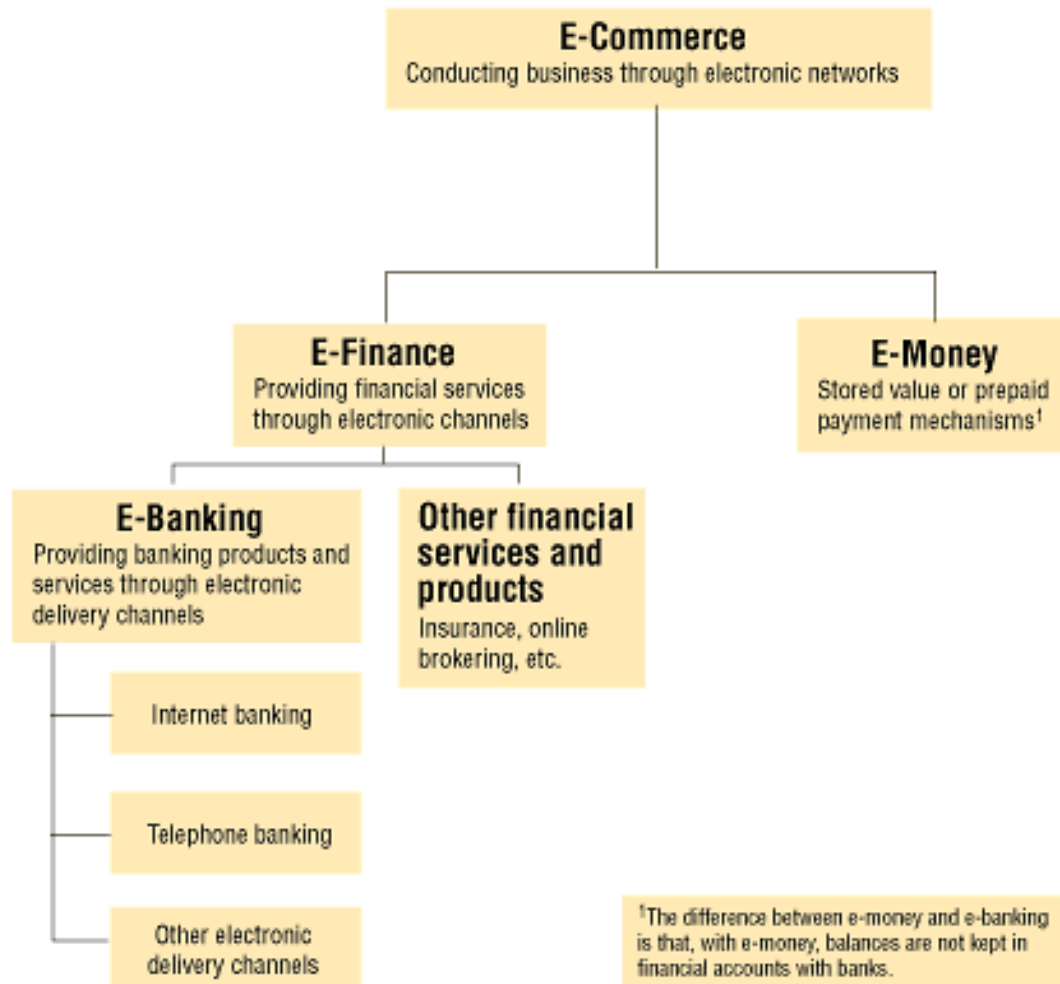 E-Commerce
Conducting business through electronic networks
E-Finance
Providing financial services
through electronic channels
E-Money
Stored value or prepaid
payment mechanisms¹
E-Banking
Providing banking products and
services through electronic
delivery channels
Other financial
services and
products
Insurance, online
brokering, etc.
Internet banking
Telephone banking
Other electronic
delivery channels
¹The difference between e-money and e-banking
is that, with e-money, balances are not kept in
financial accounts with banks.